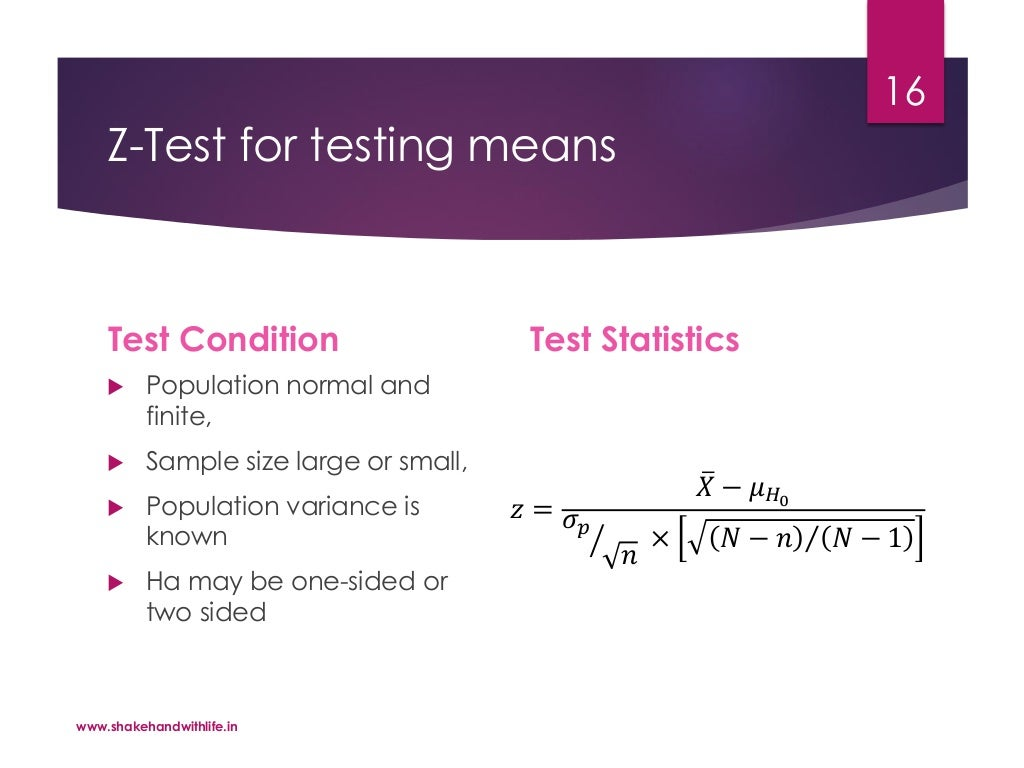 16
Z-Test for testing means
Test Condition
Population normal and
finite,
Sample size large or small,
Population variance is
known
Ha may be one-sided or
two sided
Test Statistics
z = (X̄ − μ_H₀) / (σₚ/√n × [√(N − n)/(N − 1)])
www.shakehandwithlife.in